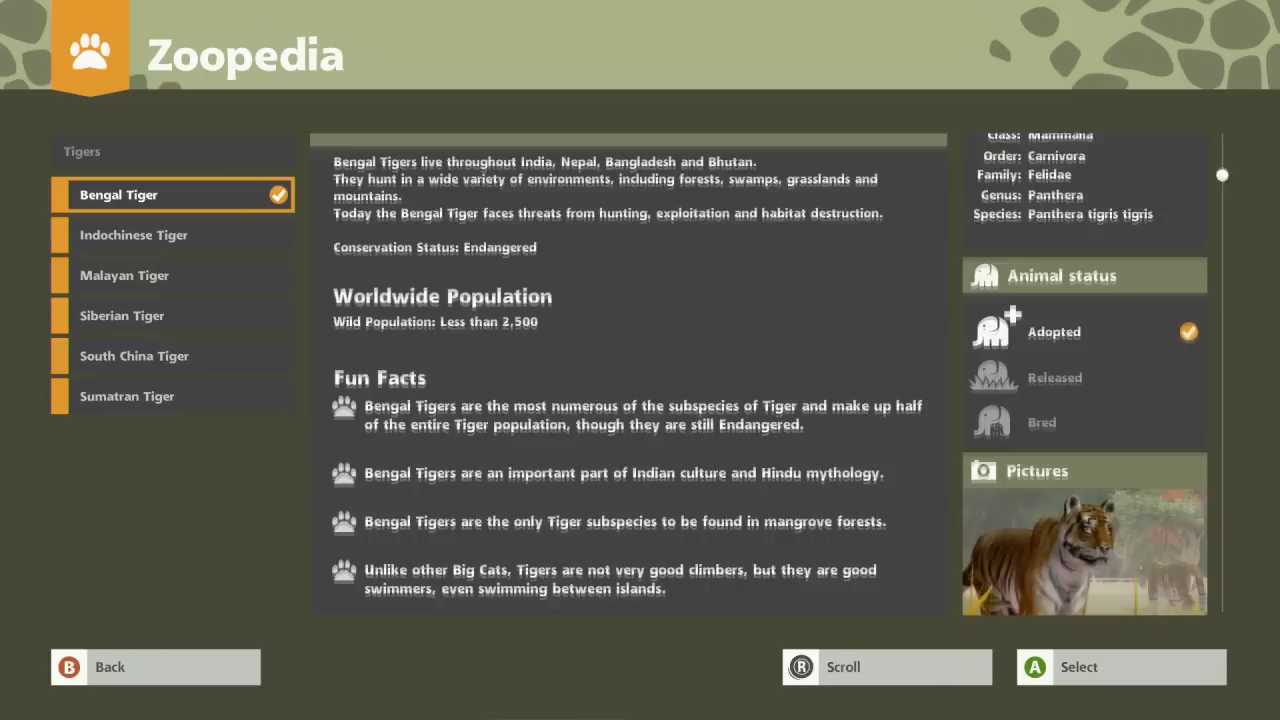 Zoopedia
Tigers
Bengal Tiger
Indochinese Tiger
Malayan Tiger
Siberian Tiger
South China Tiger
Sumatran Tiger
Bengal Tigers live throughout India, Nepal, Bangladesh and Bhutan.
They hunt in a wide variety of environments, including forests, swamps, grasslands and
mountains.
Today the Bengal Tiger faces threats from hunting, exploitation and habitat destruction.
Conservation Status: Endangered
Worldwide Population
Wild Population: Less than 2,500
Fun Facts
Bengal Tigers are the most numerous of the subspecies of Tiger and make up half
of the entire Tiger population, though they are still Endangered.
Bengal Tigers are an important part of Indian culture and Hindu mythology.
Bengal Tigers are the only Tiger subspecies to be found in mangrove forests.
Unlike other Big Cats, Tigers are not very good climbers, but they are good
swimmers, even swimming between islands.
Class: Mammalia
Order: Carnivora
Family: Felidae
Genus: Panthera
Species: Panthera tigris tigris
Animal status
Adopted
Released
Bred
Pictures
B Back
R Scroll
A Select